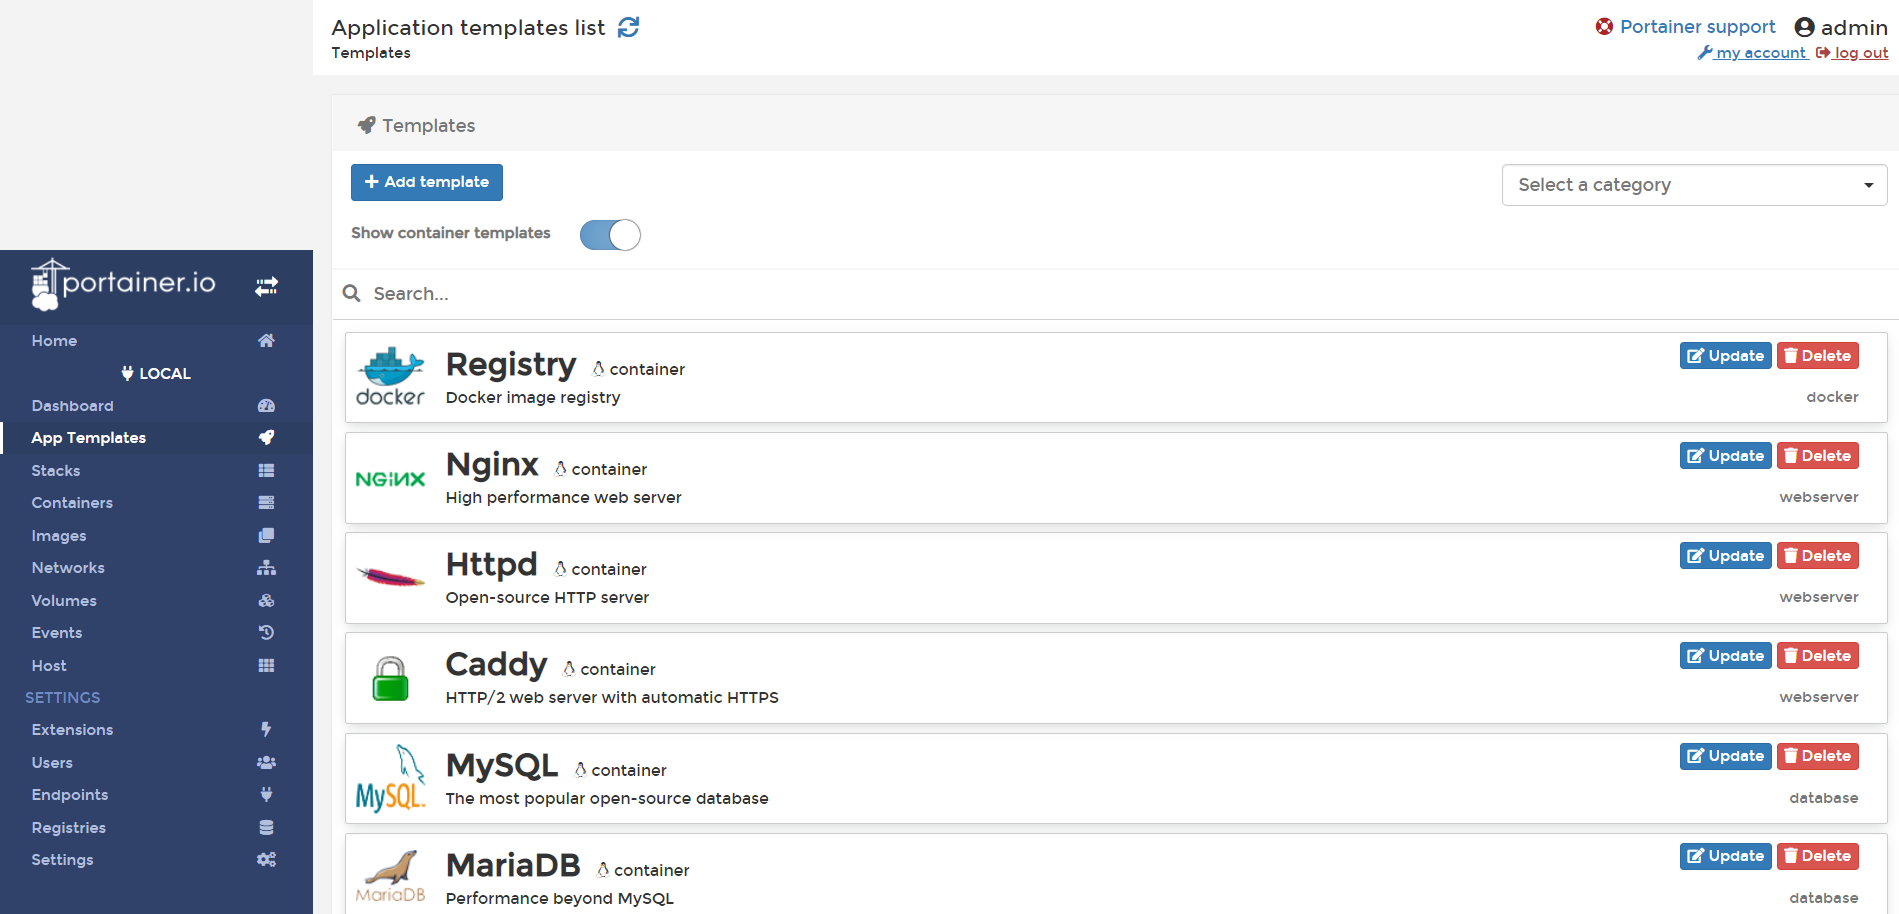 Application templates list
Templates
Portainer support admin
my account log out
portainer.io
Home
LOCAL
Dashboard
App Templates
Stacks
Containers
Images
Networks
Volumes
Events
Host
SETTINGS
Extensions
Users
Endpoints
Registries
Settings
Templates
+ Add template
Select a category
Show container templates
Search...
docker
Registry container
Docker image registry
Update Delete
docker
NGINX
Nginx container
High performance web server
Update Delete
webserver
Httpd container
Open-source HTTP server
Update Delete
webserver
Caddy container
HTTP/2 web server with automatic HTTPS
Update Delete
webserver
MySQL
MySQL container
The most popular open-source database
Update Delete
database
MariaDB
MariaDB container
Performance beyond MySQL
Update Delete
database